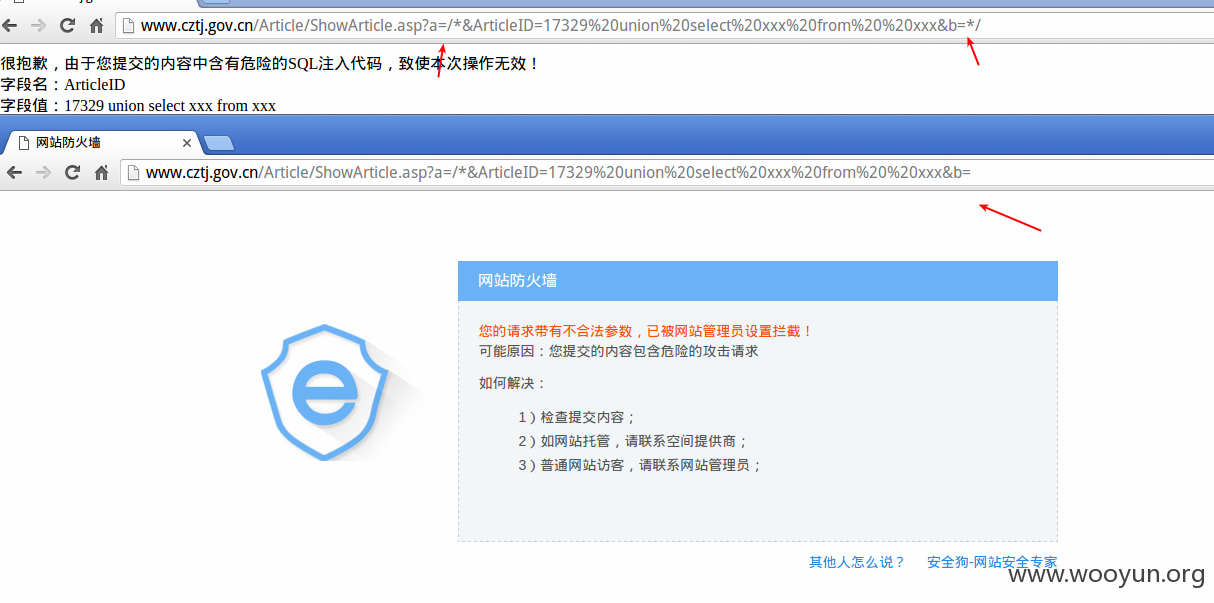 www.cztj.gov.cn/Article/ShowArticle.asp?a=/*&ArticleID=17329%20union%20select%20xxx%20from%20%20xxx&b=*/
很抱歉，由于您提交的内容中含有危险的SQL注入代码，致使本次操作无效！
字段名：ArticleID
字段值：17329 union select xxx from xxx
网站防火墙
www.cztj.gov.cn/Article/ShowArticle.asp?a=/*&ArticleID=17329%20union%20select%20xxx%20from%20%20xxx&b=
网站防火墙
您的请求带有不合法参数，已被网站管理员设置拦截！
可能原因：您提交的内容包含危险的攻击请求
如何解决：
1）检查提交内容；
2）如网站托管，请联系空间提供商；
3）普通网站访客，请联系网站管理员；
其他人怎么说？ 安全狗-网站安全专家
www.wooyun.org